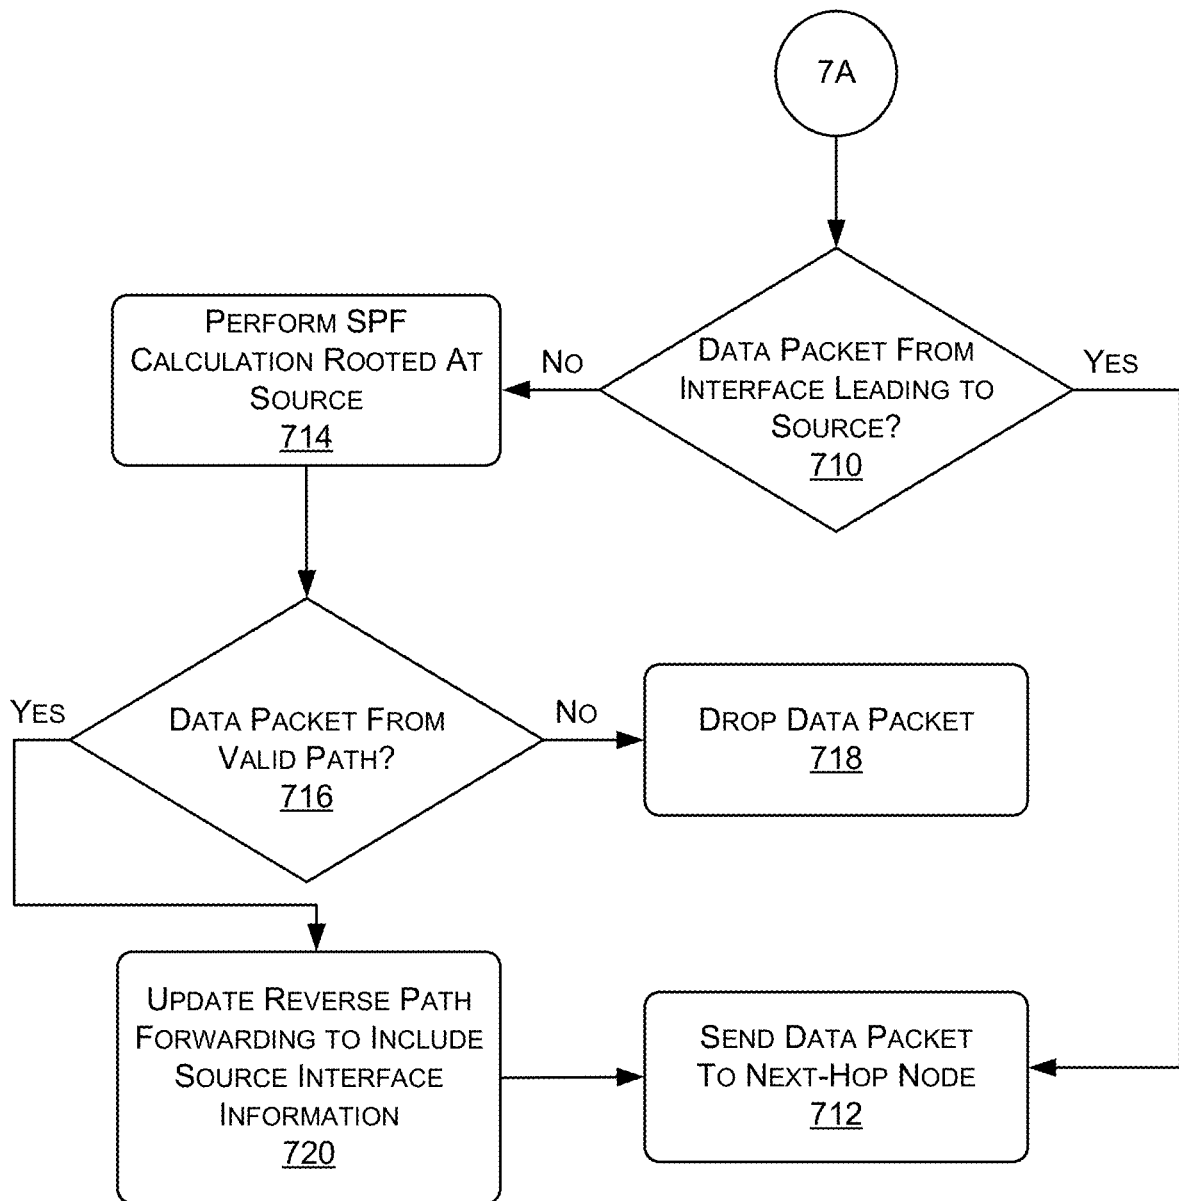 7A
PERFORM SPF
CALCULATION ROOTED AT
SOURCE
714
NO
DATA PACKET FROM
INTERFACE LEADING TO
SOURCE?
710
YES
YES
DATA PACKET FROM
VALID PATH?
716
NO
DROP DATA PACKET
718
UPDATE REVERSE PATH
FORWARDING TO INCLUDE
SOURCE INTERFACE
INFORMATION
720
SEND DATA PACKET
TO NEXT-HOP NODE
712